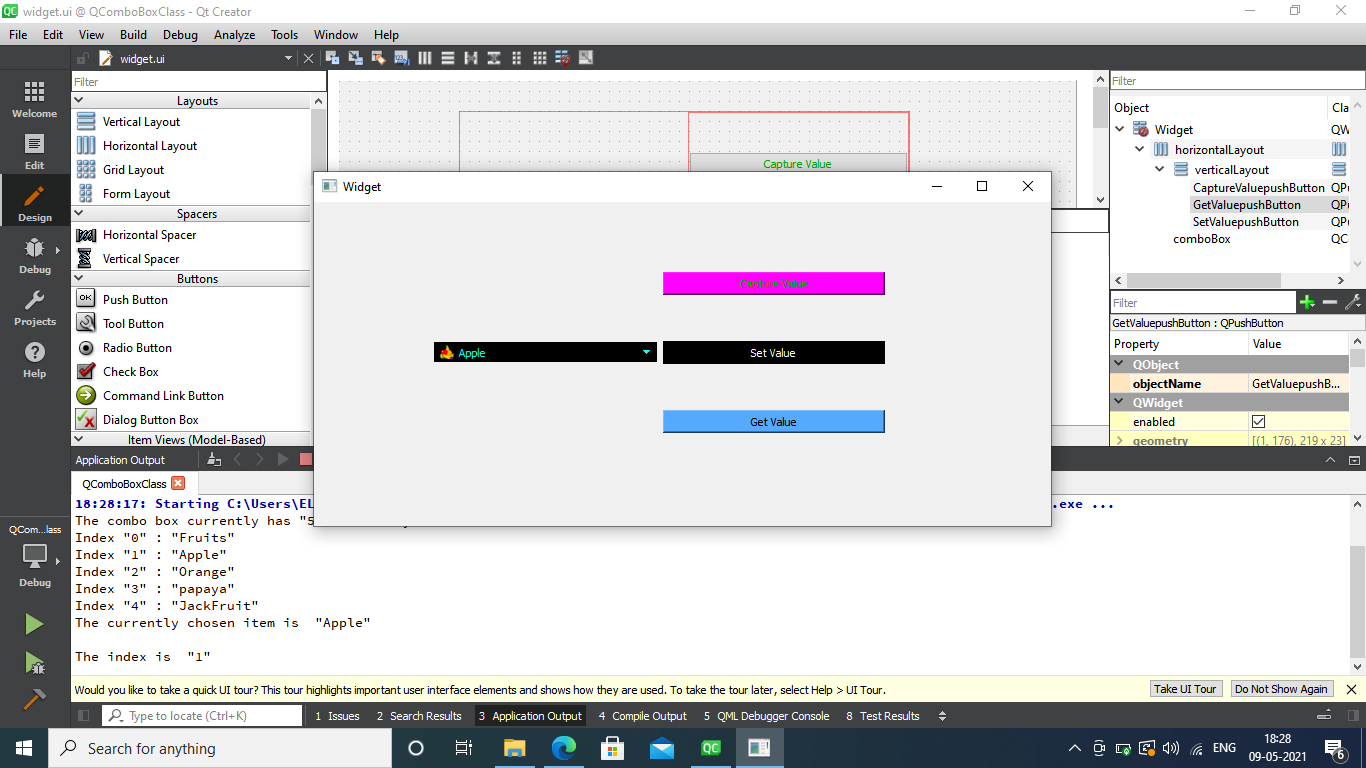 widget.ui @ QComboBoxClass - Qt Creator
File Edit View Build Debug Analyze Tools Window Help
widget.ui
Welcome
Edit
Design
Debug
Projects
Help
QCom...lass
Debug
Filter
Layouts
Vertical Layout
Horizontal Layout
Grid Layout
Form Layout
Spacers
Horizontal Spacer
Vertical Spacer
Buttons
Push Button
Tool Button
Radio Button
Check Box
Command Link Button
Dialog Button Box
Item Views (Model-Based)
Capture Value
Widget
Capture Value
Apple
Set Value
Get Value
Filter
Object Cla
Widget QW
horizontalLayout
verticalLayout
CaptureValuepushButton QPu
GetValuepushButton QPu
SetValuepushButton QPu
comboBox QCo
Filter
GetValuepushButton : QPushButton
Property Value
QObject
objectName GetValuepushB...
QWidget
enabled
geometry [(1, 176), 219 x 23]
Application Output
QComboBoxClass
18:28:17: Starting C:\Users\EL .exe ...
The combo box currently has "5
Index "0" : "Fruits"
Index "1" : "Apple"
Index "2" : "Orange"
Index "3" : "papaya"
Index "4" : "JackFruit"
The currently chosen item is "Apple"
The index is "1"
Would you like to take a quick UI tour? This tour highlights important user interface elements and shows how they are used. To take the tour later, select Help > UI Tour.
Take UI Tour Do Not Show Again
Type to locate (Ctrl+K) 1 Issues 2 Search Results 3 Application Output 4 Compile Output 5 QML Debugger Console 8 Test Results
Search for anything
ENG
18:28
09-05-2021
6